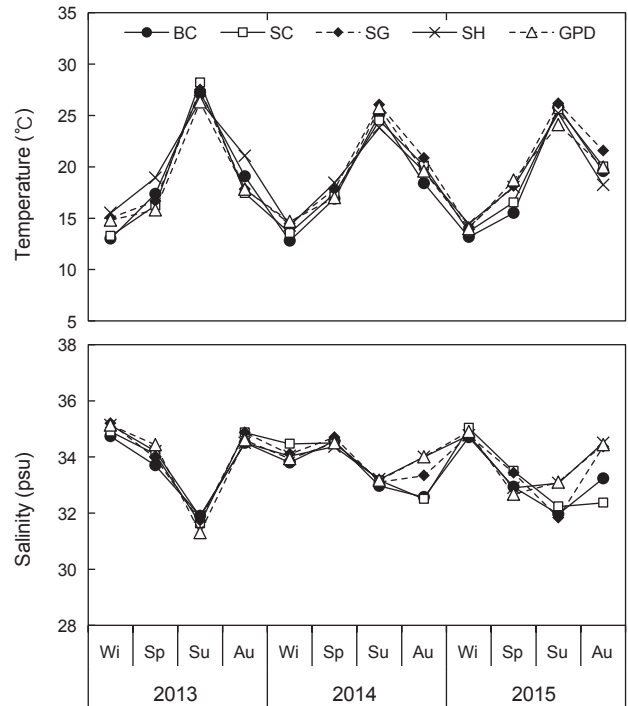 35
BC SC SG SH GPD
30
25
20
15
10
5
Temperature (℃)
38
36
34
32
30
28
Salinity (psu)
Wi Sp Su Au Wi Sp Su Au Wi Sp Su Au
2013 2014 2015